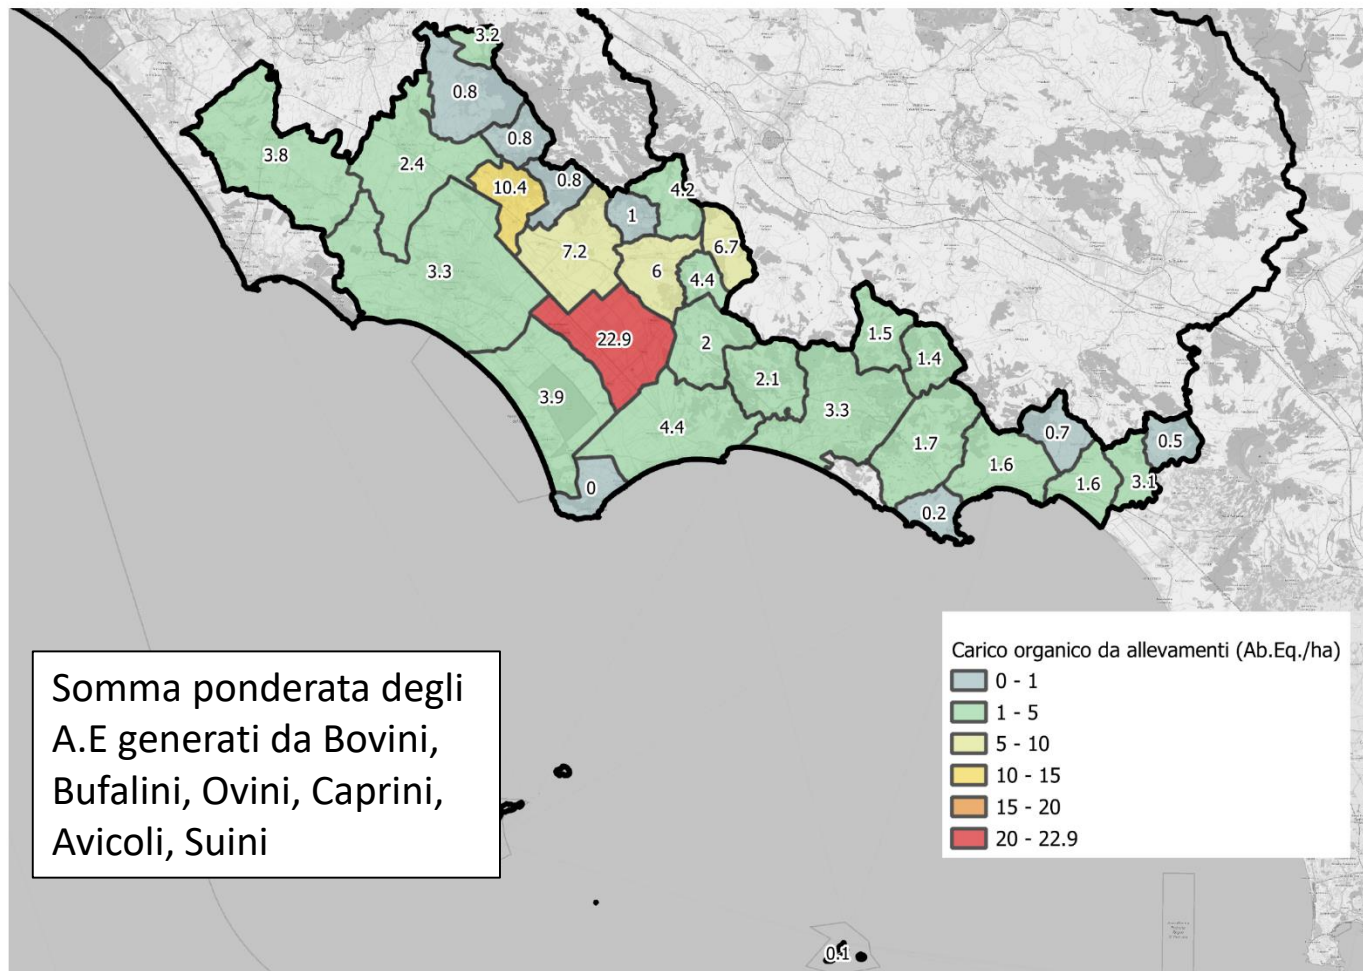 3.2
0.8
0.8
3.8
2.4
10.4
0.8
4.2
1
7.2
6.7
6
4.4
3.3
22.9
2
1.5
1.4
2.1
3.9
3.3
4.4
1.7
0.7
0.5
1.6
1.6
3.1
0
0.2
Carico organico da allevamenti (Ab.Eq./ha)
0 - 1
1 - 5
5 - 10
10 - 15
15 - 20
20 - 22.9
Somma ponderata degli
A.E generati da Bovini,
Bufalini, Ovini, Caprini,
Avicoli, Suini
0.1